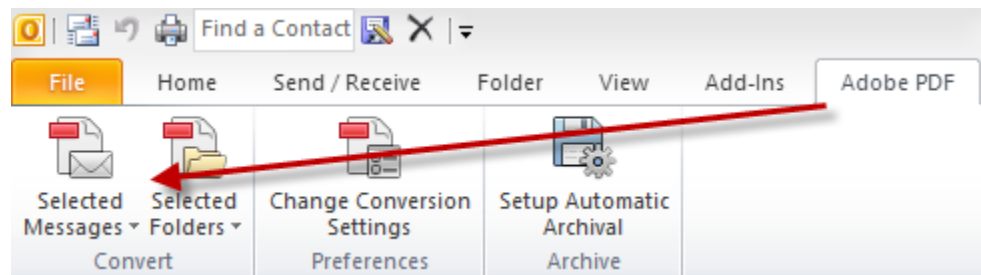 Find a Contact
File Home Send / Receive Folder View Add-Ins Adobe PDF
Selected Selected Change Conversion Setup Automatic
Messages Folders Settings Archival
Convert Preferences Archive